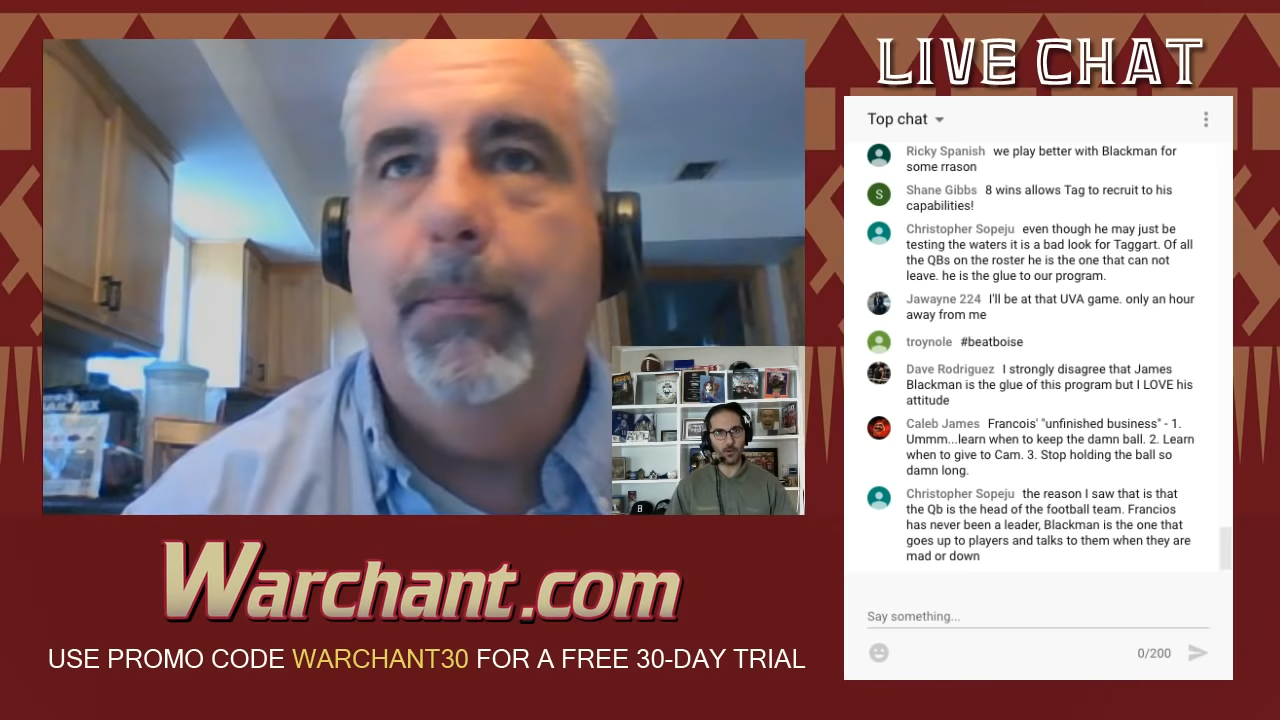 LIVE CHAT
Top chat
Ricky Spanish we play better with Blackman for
some rrason
S
Shane Gibbs 8 wins allows Tag to recruit to his
capabilities!
Christopher Sopeju even though he may just be
testing the waters it is a bad look for Taggart. Of all
the QBs on the roster he is the one that can not
leave. he is the glue to our program.
Jawayne 224 I'll be at that UVA game. only an hour
away from me
troynole #beatboise
Dave Rodriguez I strongly disagree that James
Blackman is the glue of this program but I LOVE his
attitude
Caleb James Francois' "unfinished business" - 1.
Ummm...learn when to keep the damn ball. 2. Learn
when to give to Cam. 3. Stop holding the ball so
damn long.
Christopher Sopeju the reason I saw that is that
the Qb is the head of the football team. Francios
has never been a leader, Blackman is the one that
goes up to players and talks to them when they are
mad or down
Say something...
0/200
Warchant.com
USE PROMO CODE WARCHANT30 FOR A FREE 30-DAY TRIAL